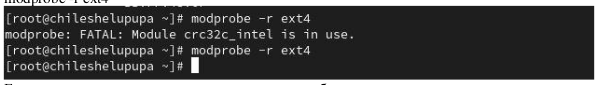 modprobe -r ext4
[root@chileshelupupa ~]# modprobe -r ext4
modprobe: FATAL: Module crc32c_intel is in use.
[root@chileshelupupa ~]# modprobe -r ext4
[root@chileshelupupa ~]#